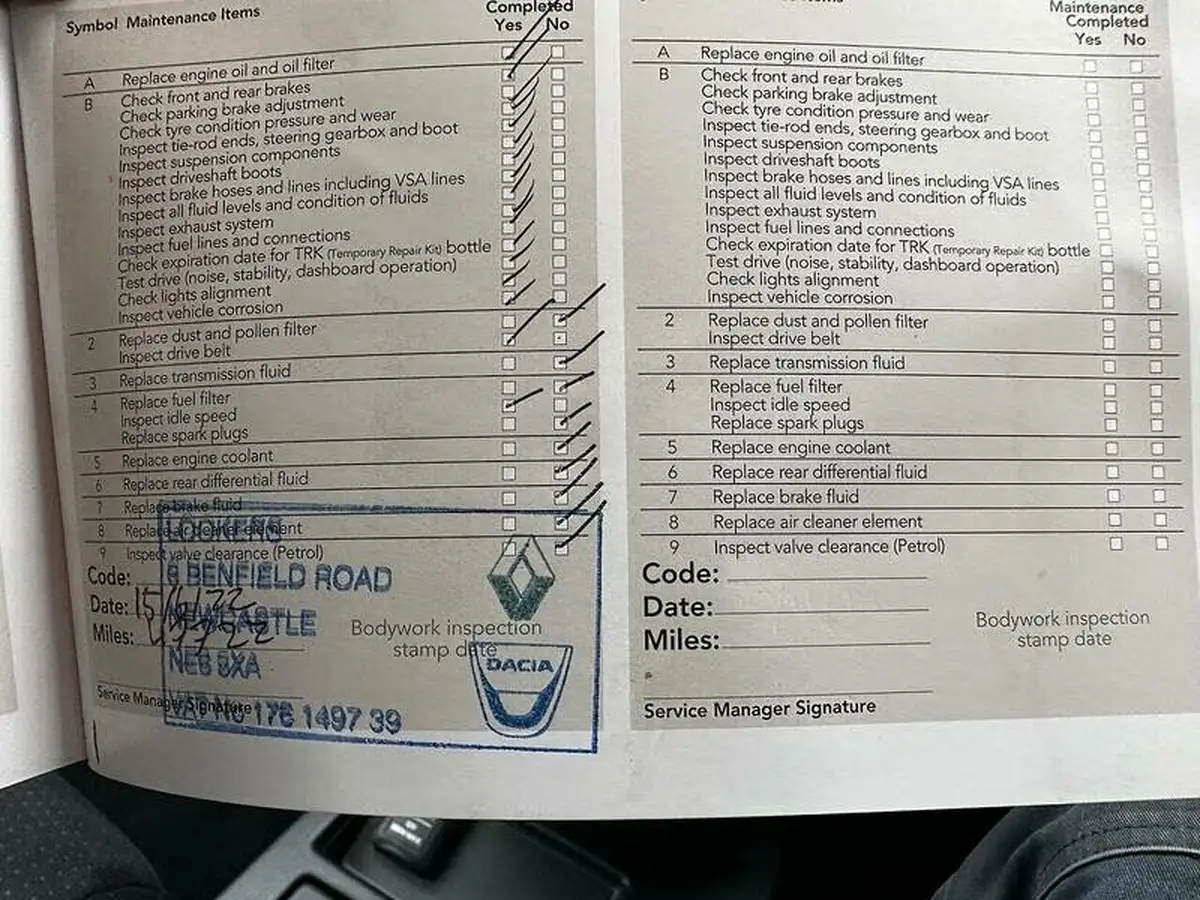 Symbol Maintenance Items
Completed
Yes No
A Replace engine oil and oil filter
B Check front and rear brakes
Check parking brake adjustment
Check tyre condition pressure and wear
Inspect tie-rod ends, steering gearbox and boot
Inspect suspension components
Inspect driveshaft boots
Inspect brake hoses and lines including VSA lines
Inspect all fluid levels and condition of fluids
Inspect exhaust system
Inspect fuel lines and connections
Check expiration date for TRK (Temporary Repair Kit) bottle
Test drive (noise, stability, dashboard operation)
Check lights alignment
Inspect vehicle corrosion
2 Replace dust and pollen filter
Inspect drive belt
3 Replace transmission fluid
4 Replace fuel filter
Inspect idle speed
Replace spark plugs
5 Replace engine coolant
6 Replace rear differential fluid
7 Replace brake fluid
8 Replace air cleaner element
9 Inspect valve clearance (Petrol)
Code:
Date: 15/
Miles:
Bodywork inspection
stamp date
Service Manager Signature
LOOKERS
BENFIELD ROAD
NEWCASTLE
VAT No 176 1497 39
DACIA
Maintenance
Completed
Yes No
A Replace engine oil and oil filter
B Check front and rear brakes
Check parking brake adjustment
Check tyre condition pressure and wear
Inspect tie-rod ends, steering gearbox and boot
Inspect suspension components
Inspect driveshaft boots
Inspect brake hoses and lines including VSA lines
Inspect all fluid levels and condition of fluids
Inspect exhaust system
Inspect fuel lines and connections
Check expiration date for TRK (Temporary Repair Kit) bottle
Test drive (noise, stability, dashboard operation)
Check lights alignment
Inspect vehicle corrosion
2 Replace dust and pollen filter
Inspect drive belt
3 Replace transmission fluid
4 Replace fuel filter
Inspect idle speed
Replace spark plugs
5 Replace engine coolant
6 Replace rear differential fluid
7 Replace brake fluid
8 Replace air cleaner element
9 Inspect valve clearance (Petrol)
Code:
Date:
Miles:
Bodywork inspection
stamp date
Service Manager Signature